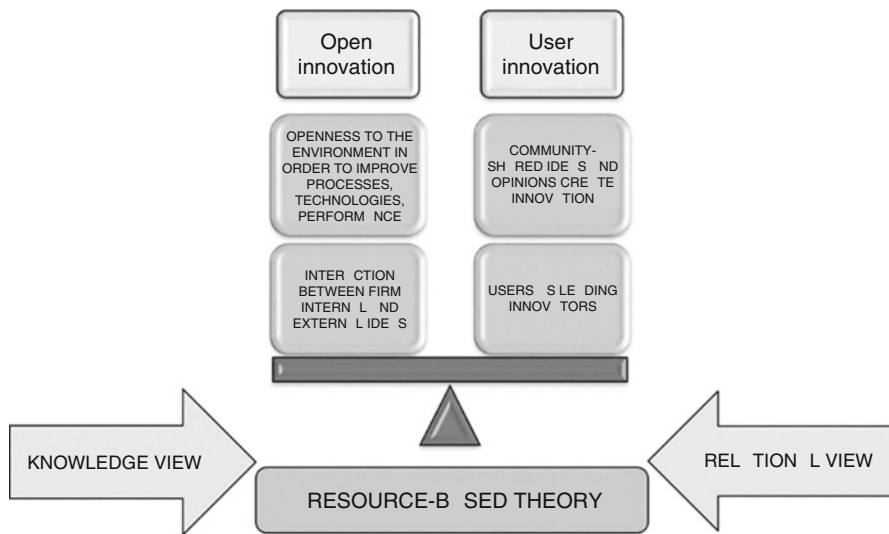 Open
innovation
User
innovation
OPENNESS TO THE
ENVIRONMENT IN
ORDER TO IMPROVE
PROCESSES,
TECHNOLOGIES,
PERFORM NCE
COMMUNITY-
SH RED IDE S ND
OPINIONS CRE TE
INNOV TION
INTER CTION
BETWEEN FIRM
INTERN L ND
EXTERN L IDE S
USERS S LE DING
INNOV TORS
KNOWLEDGE VIEW
REL TION L VIEW
RESOURCE-B SED THEORY